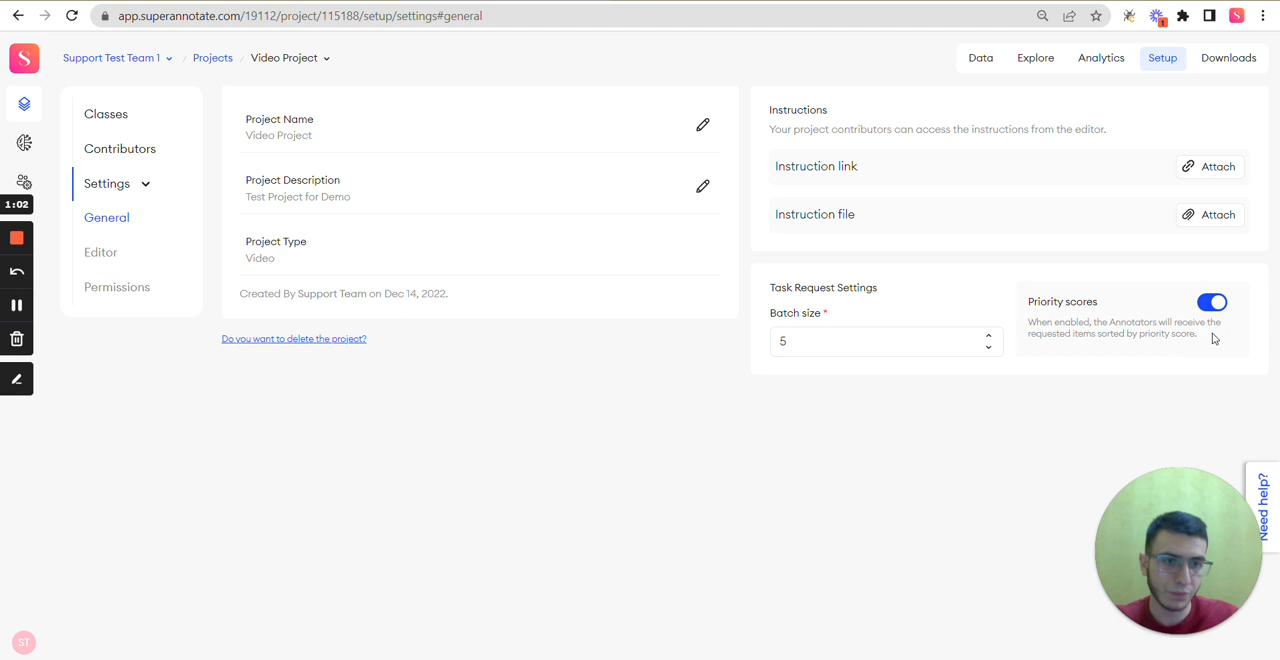 app.superannotate.com/19112/project/115188/setup/settings#general
1
S
S
Support Test Team 1 / Projects / Video Project
Data Explore Analytics Setup Downloads
Classes
Contributors
Settings
General
Editor
Permissions
1:02
Project Name
Video Project
Project Description
Test Project for Demo
Project Type
Video
Created By Support Team on Dec 14, 2022.
Do you want to delete the project?
Instructions
Your project contributors can access the instructions from the editor.
Instruction link
Attach
Instruction file
Attach
Task Request Settings
Batch size *
5
Priority scores
When enabled, the Annotators will receive the
requested items sorted by priority score.
Need help?
ST